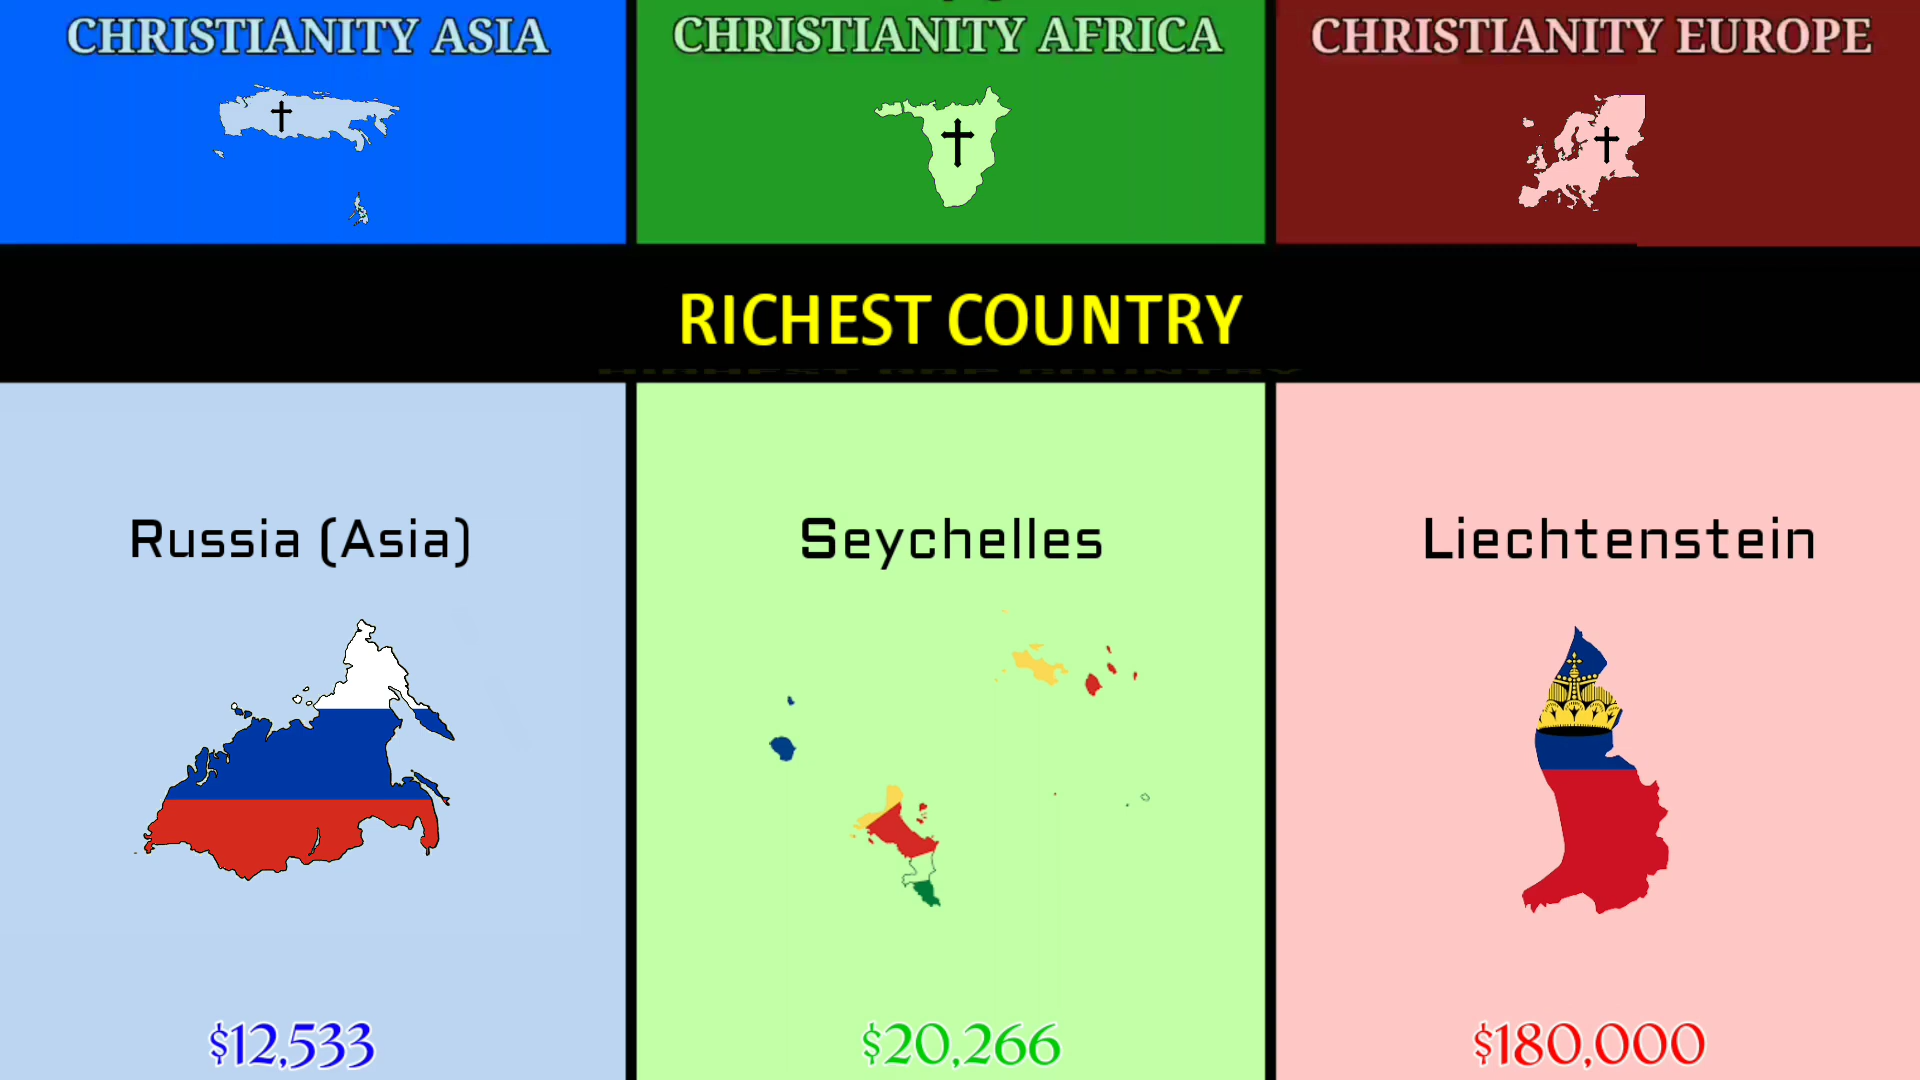 CHRISTIANITY ASIA
CHRISTIANITY AFRICA
CHRISTIANITY EUROPE
RICHEST COUNTRY
Russia (Asia)
Seychelles
Liechtenstein
$12,533
$20,266
$180,000